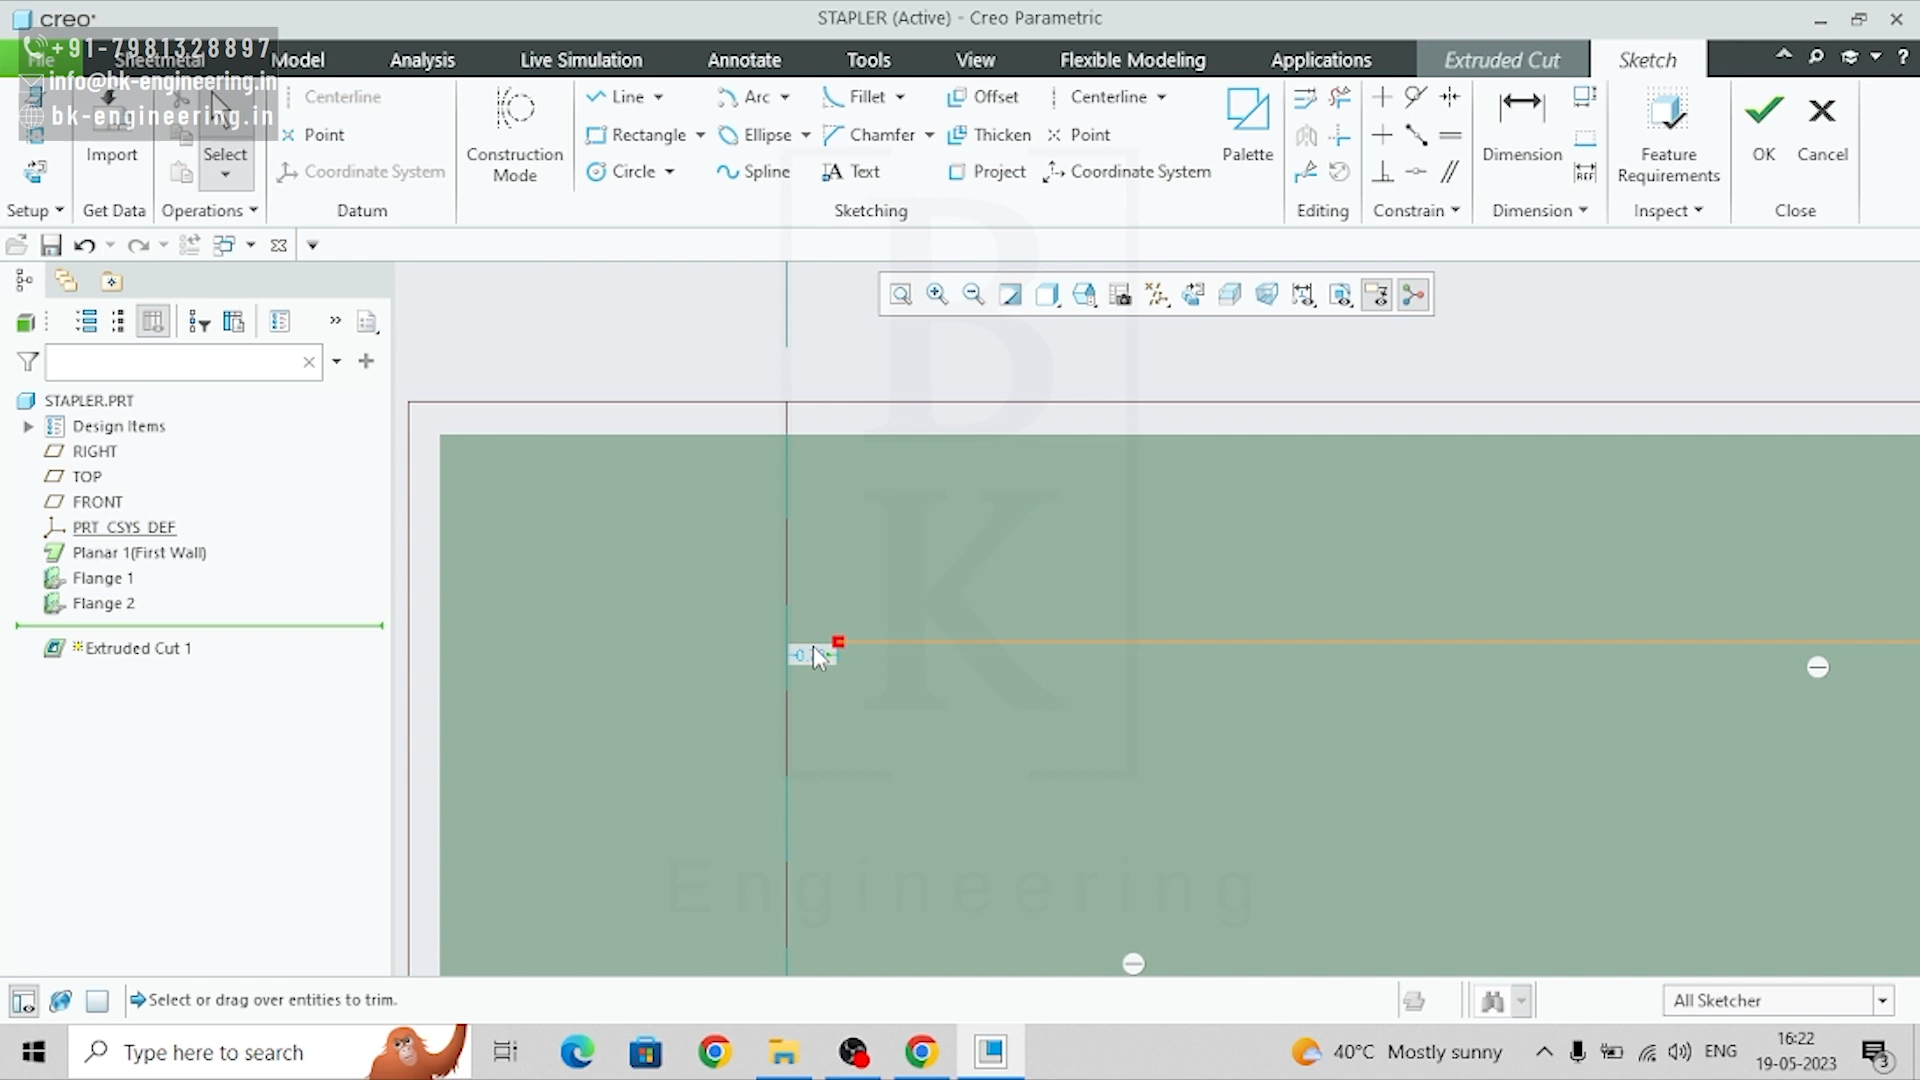 creo
STAPLER (Active) - Creo Parametric
+91-7981328897
info@bk-engineering.in
bk-engineering.in
File
Sheetmetal
Model
Analysis
Live Simulation
Annotate
Tools
View
Flexible Modeling
Applications
Extruded Cut
Sketch
Centerline
Point
Coordinate System
Import
Select
Construction
Mode
Line
Arc
Fillet
Offset
Centerline
Rectangle
Ellipse
Chamfer
Thicken
Point
Circle
Spline
Text
Project
Coordinate System
Palette
Dimension
REF
Feature
Requirements
OK
Cancel
Setup
Get Data
Operations
Datum
Sketching
Editing
Constrain
Dimension
Inspect
Close
STAPLER.PRT
Design Items
RIGHT
TOP
FRONT
PRT_CSYS_DEF
Planar 1(First Wall)
Flange 1
Flange 2
Extruded Cut 1
B
K
Engineering
Select or drag over entities to trim.
All Sketcher
Type here to search
40°C Mostly sunny
ENG
16:22
19-05-2023
3